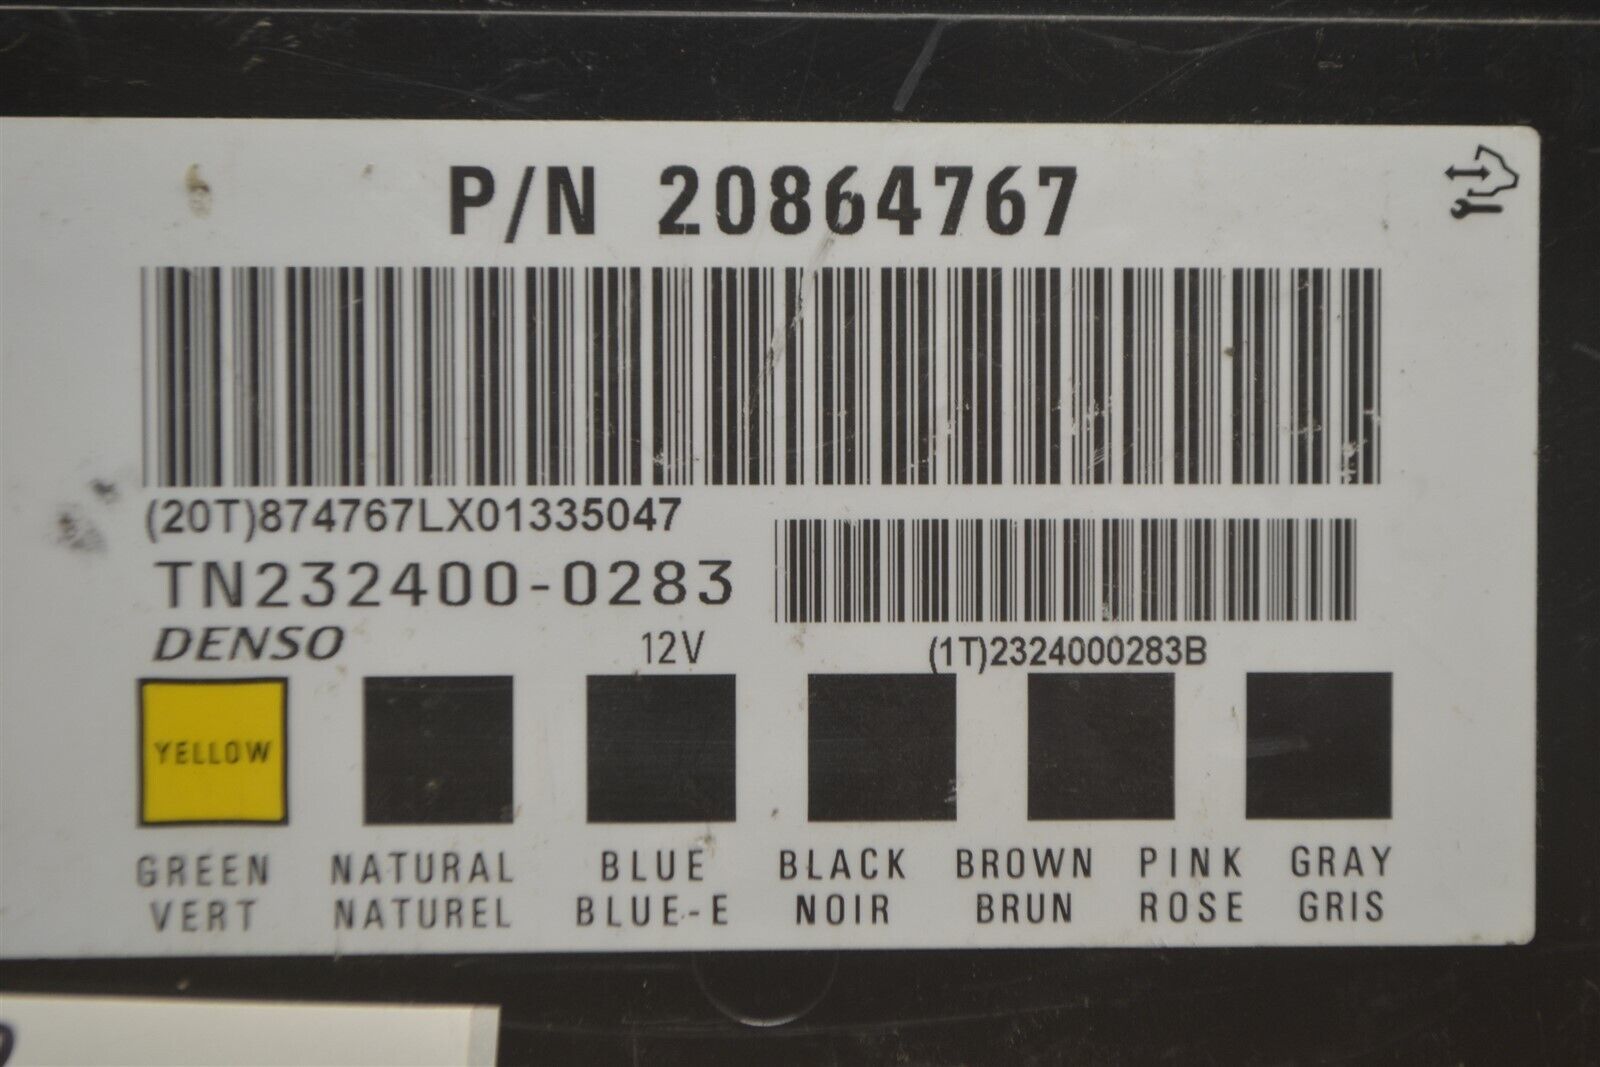 P/N 20864767
(20T)874767LX01335047
TN232400-0283
DENSO 12V (1T)2324000283B
YELLOW
GREEN NATURAL BLUE BLACK BROWN PINK GRAY
VERT NATUREL BLUE-E NOIR BRUN ROSE GRIS